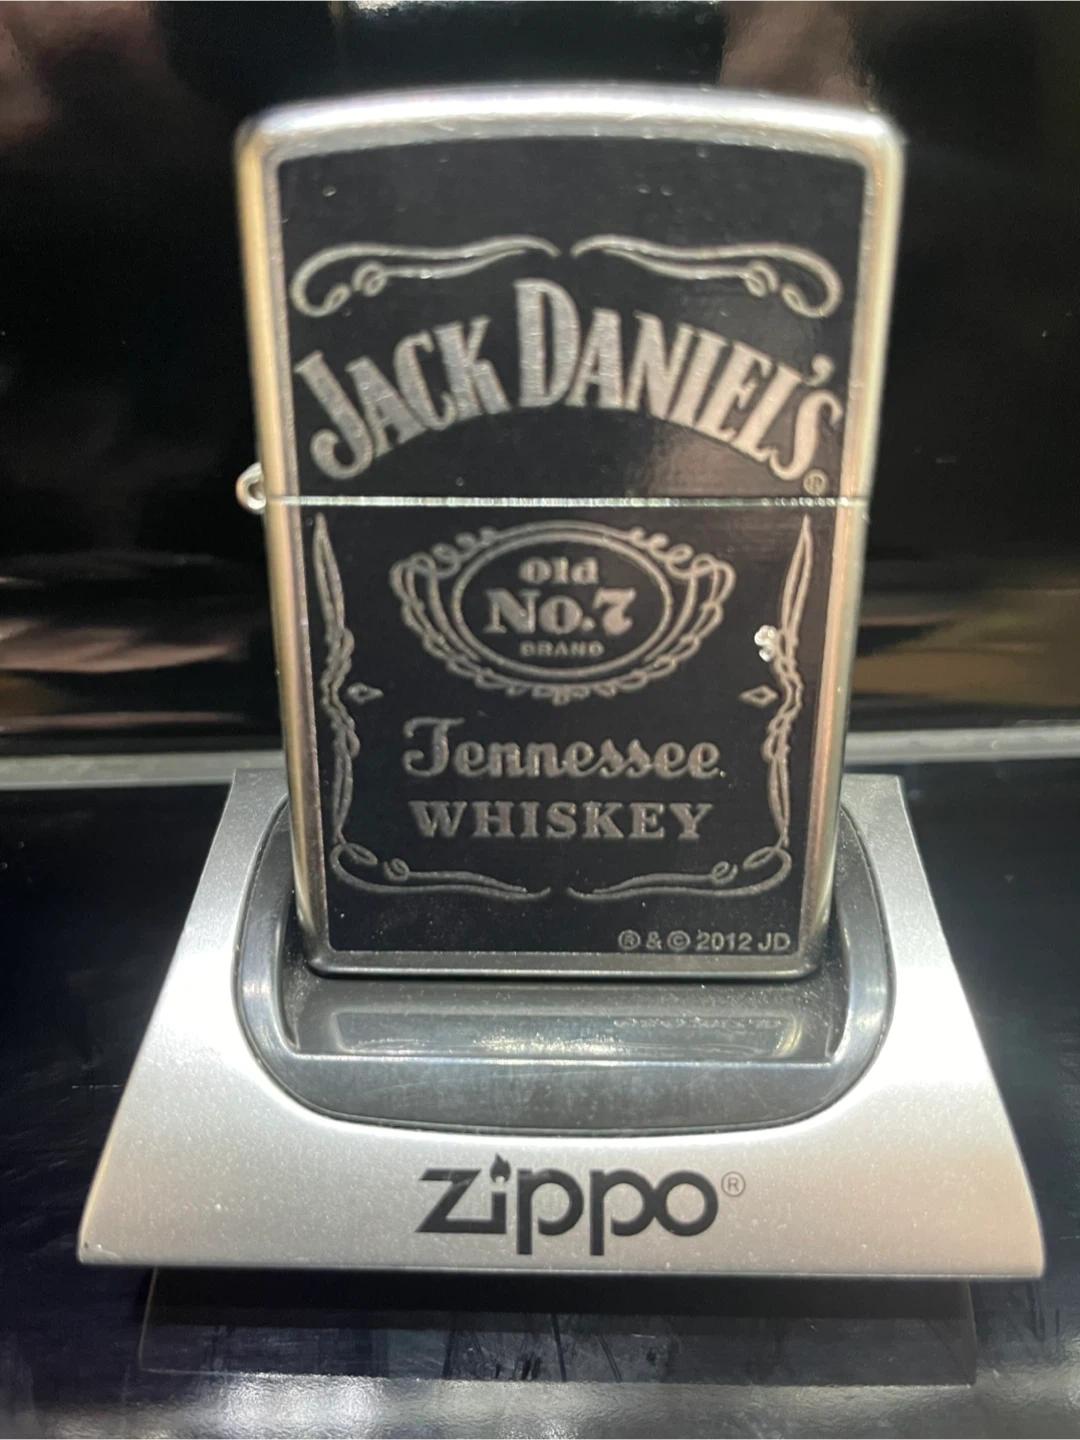 JACK DANIEL'S®
Old
No.7
BRAND
Tennessee
WHISKEY
® & © 2012 JD
zippo®